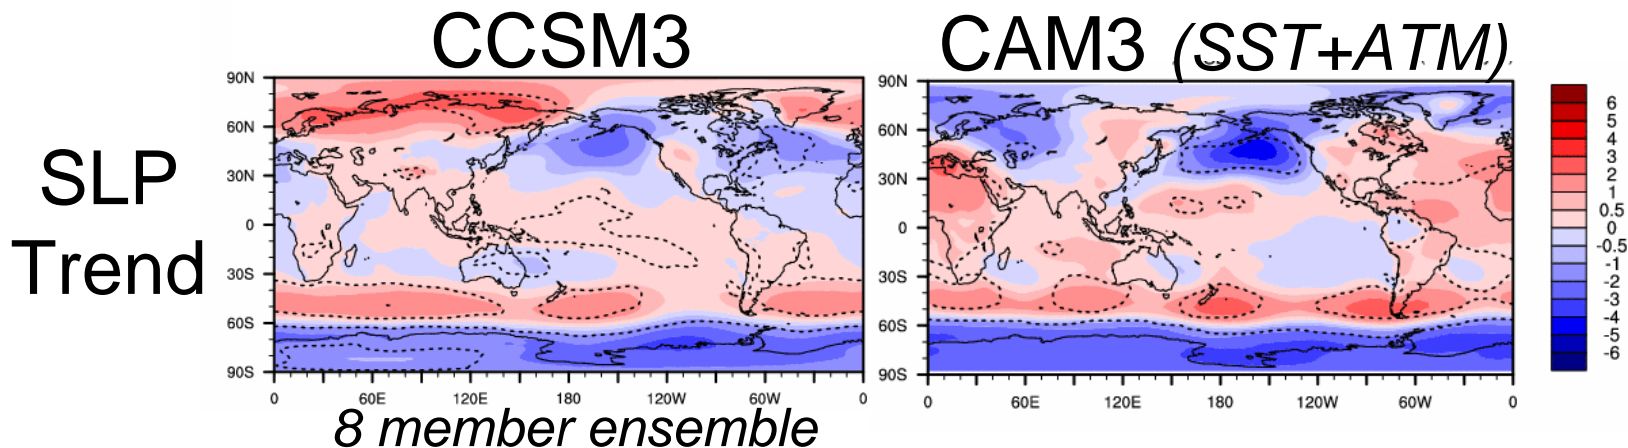 CCSM3
CAM3 (SST+ATM)
SLP
Trend
90N
60N
30N
0
30S
60S
90S
0 60E 120E 180 120W 60W 0
90N
60N
30N
0
30S
60S
90S
0 60E 120E 180 120W 60W 0
6
5
4
3
2
1
0.5
0
-0.5
-1
-2
-3
-4
-5
-6
8 member ensemble